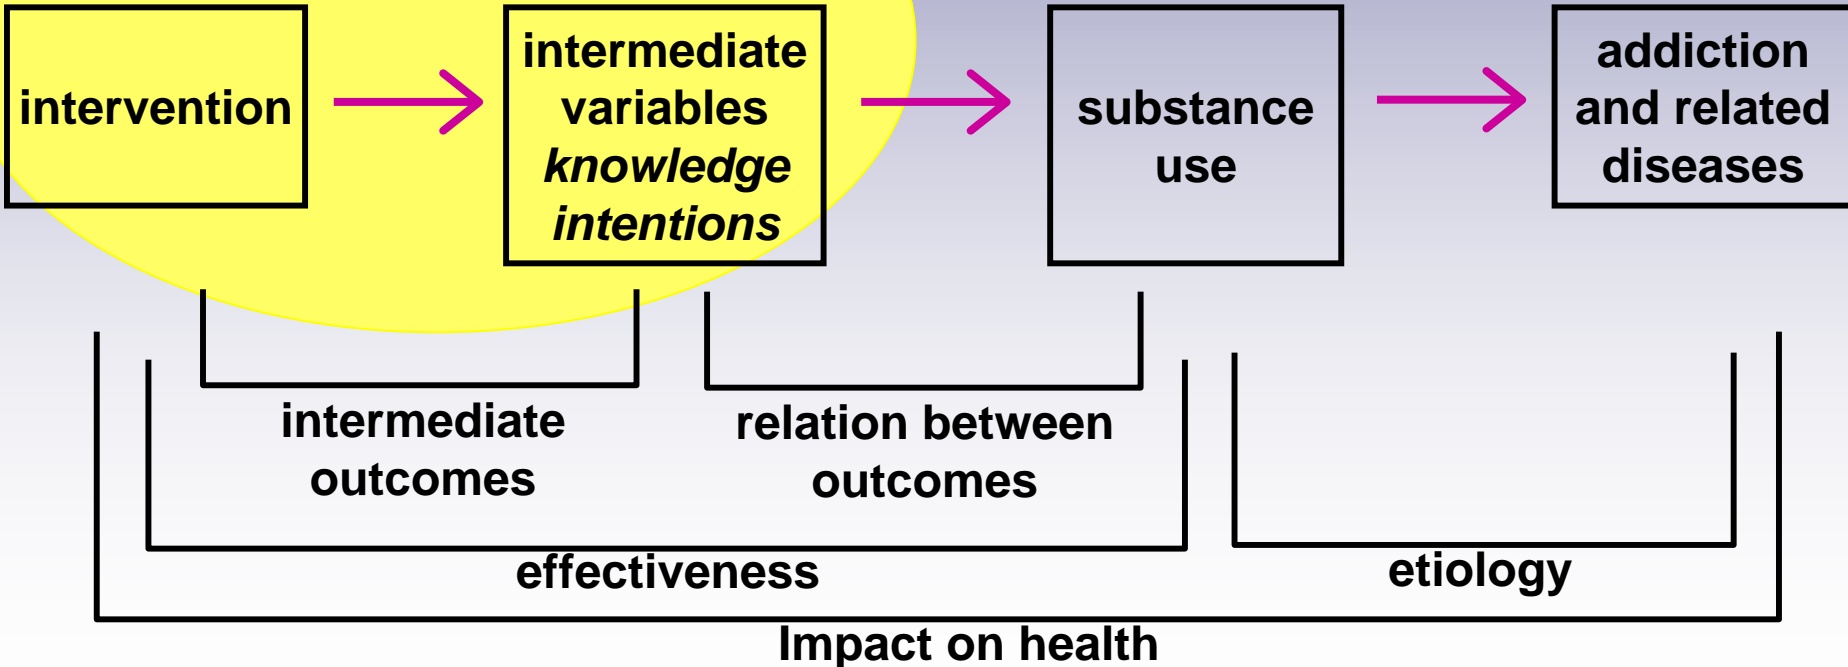 intervention
intermediate
variables
knowledge
intentions
substance
use
addiction
and related
diseases
intermediate
outcomes
relation between
outcomes
effectiveness
etiology
Impact on health